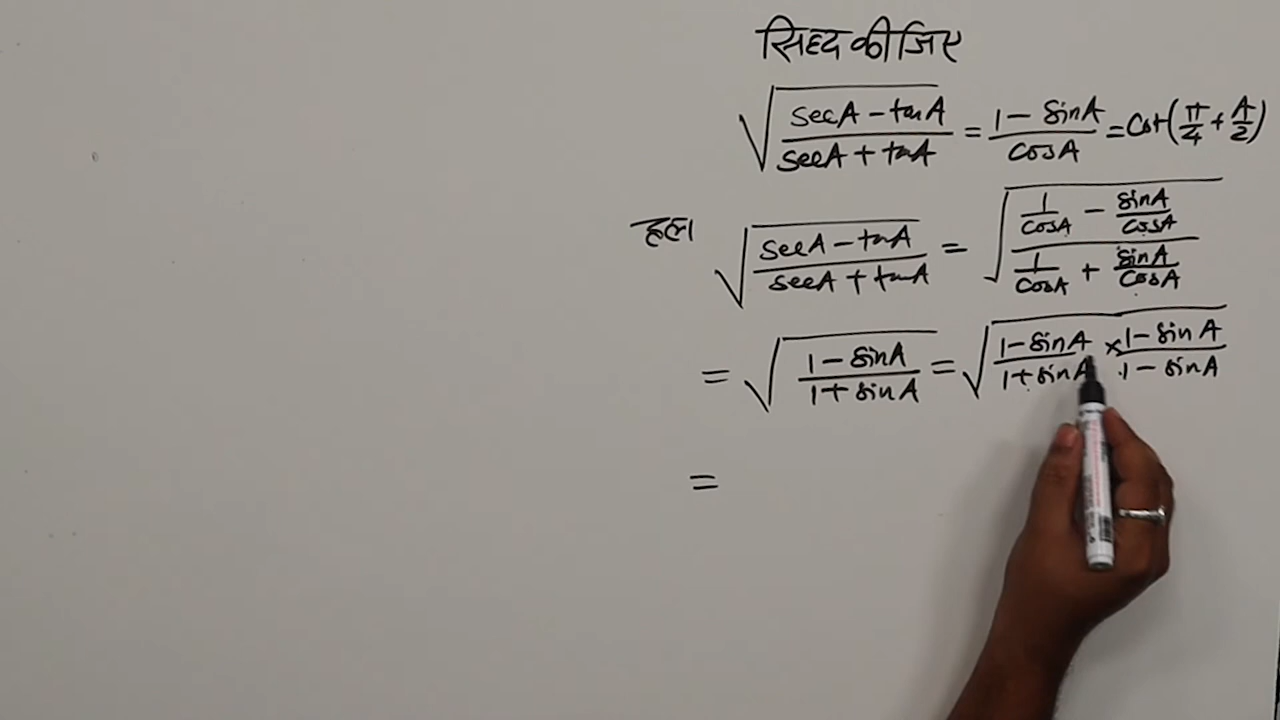 सिध्द कीजिए
√((secA - tanA)/(secA + tanA)) = (1 - sinA)/cosA = cot(π/4 + A/2)
हल √((secA - tanA)/(secA + tanA)) = √((1/cosA - sinA/cosA)/(1/cosA + sinA/cosA))
= √((1 - sinA)/(1 + sinA)) = √((1 - sinA)/(1 + sinA) × (1 - sinA)/(1 - sinA))
=